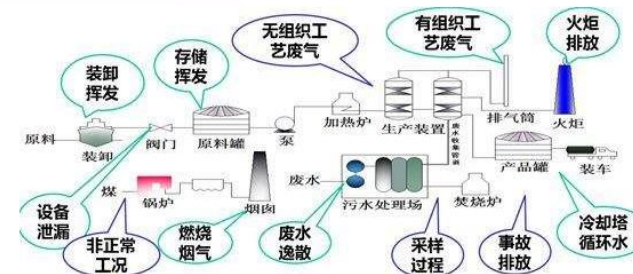 无组织工
艺废气
有组织工
艺废气
火炬
排放
存储
挥发
装卸
挥发
加热炉
生产装置
排气筒
火炬
原料
装卸
阀门
原料罐
泵
废水收集管道
产品罐
装车
煤
锅炉
烟囱
废水
污水处理场
焚烧炉
设备
泄漏
非正常
工况
燃烧
烟气
废水
逸散
采样
过程
事故
排放
冷却塔
循环水